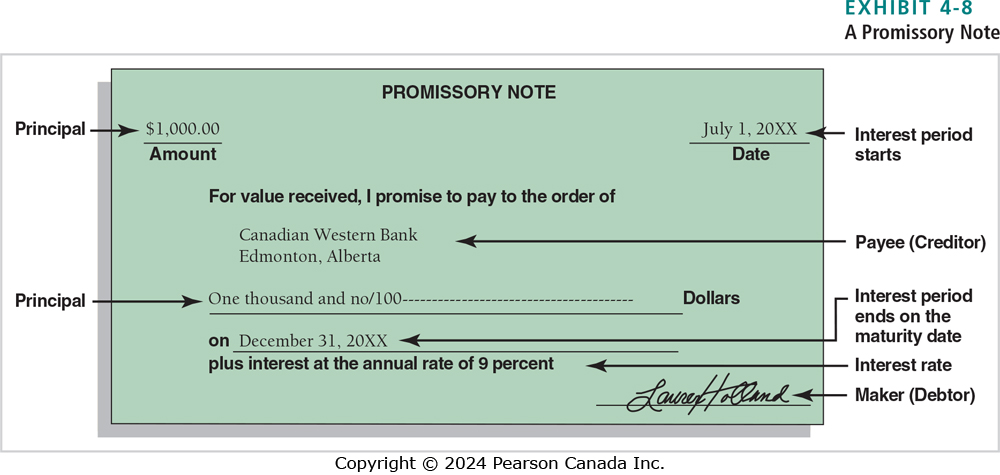 EXHIBIT 4-8
A Promissory Note
PROMISSORY NOTE
Principal
$1,000.00
July 1, 20XX
Interest period
starts
Amount
Date
For value received, I promise to pay to the order of
Canadian Western Bank
Edmonton, Alberta
Payee (Creditor)
Principal
One thousand and no/100------------------------------------
Dollars
Interest period
ends on the
maturity date
on December 31, 20XX
plus interest at the annual rate of 9 percent
Interest rate
Lauren Holland
Maker (Debtor)
Copyright © 2024 Pearson Canada Inc.